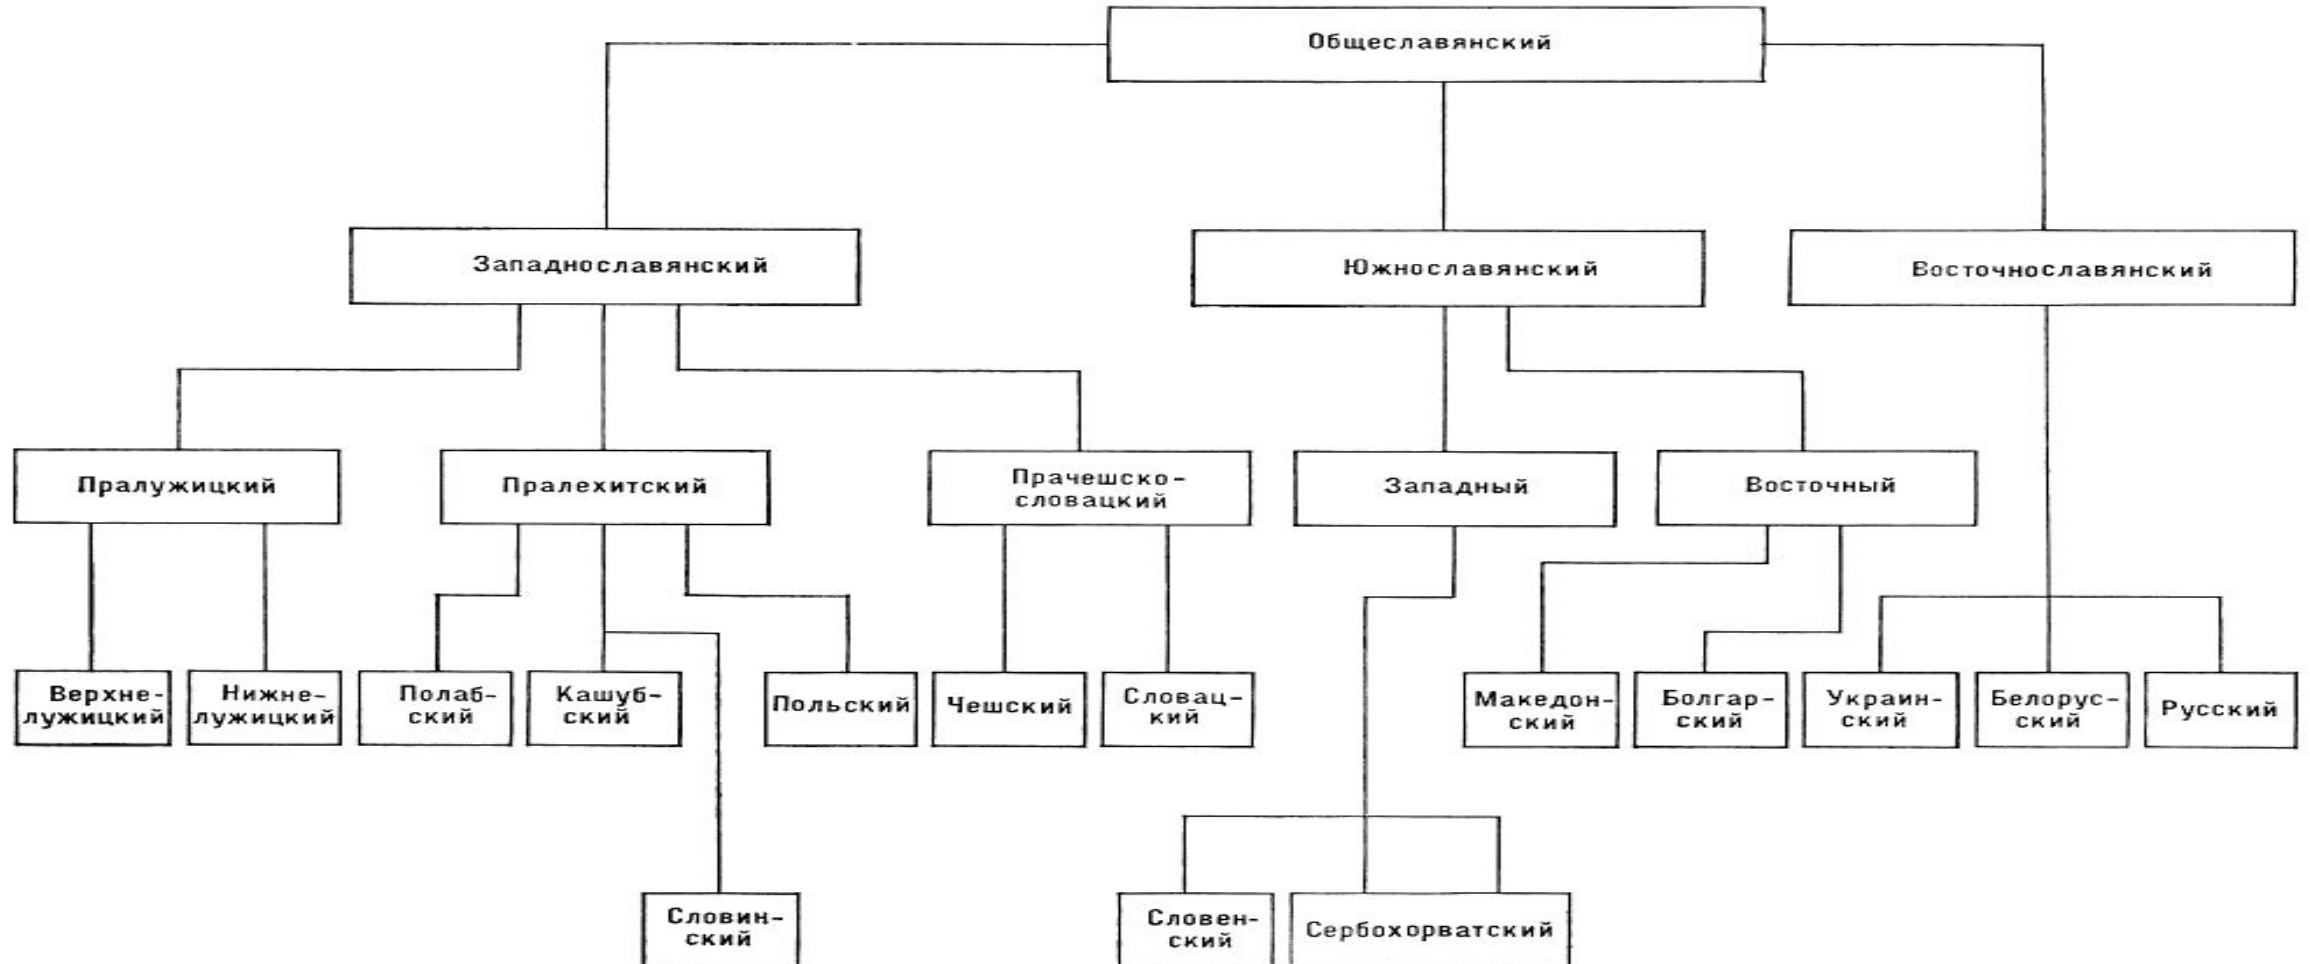 Общеславянский
Западнославянский
Южнославянский
Восточнославянский
Пралужицкий
Пралехитский
Прачешско-
словацкий
Западный
Восточный
Верхне-
лужицкий
Нижне-
лужицкий
Полаб-
ский
Кашуб-
ский
Польский
Чешский
Словац-
кий
Македон-
ский
Болгар-
ский
Украин-
ский
Белорус-
ский
Русский
Словин-
ский
Словен-
ский
Сербохорватский